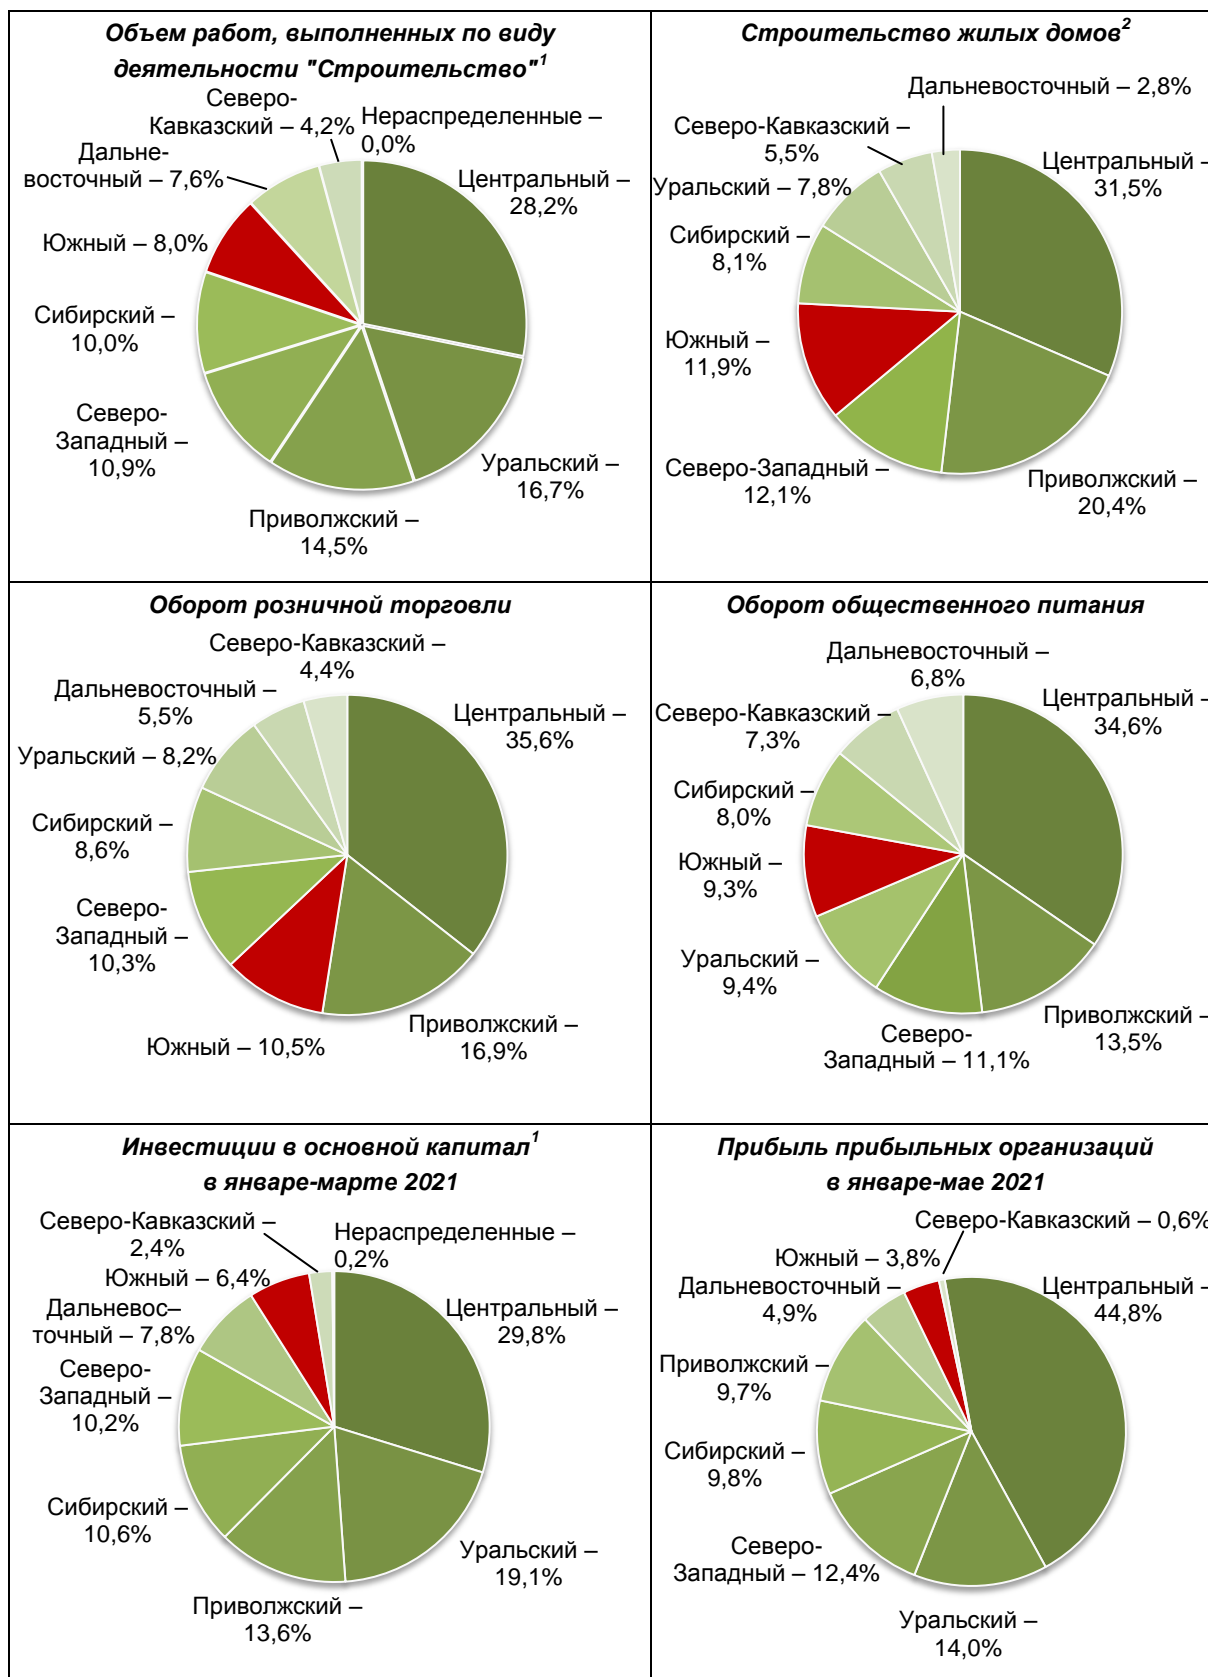 Объем работ, выполненных по виду
деятельности "Строительство"1
Северо-
Кавказский – 4,2%
Нераспределенные –
0,0%
Дальне-
восточный – 7,6%
Центральный –
28,2%
Южный – 8,0%
Сибирский –
10,0%
Северо-
Западный –
10,9%
Уральский –
16,7%
Приволжский –
14,5%
Строительство жилых домов2
Дальневосточный – 2,8%
Северо-Кавказский –
5,5%
Центральный –
31,5%
Уральский – 7,8%
Сибирский –
8,1%
Южный –
11,9%
Северо-Западный –
12,1%
Приволжский –
20,4%
Оборот розничной торговли
Северо-Кавказский –
4,4%
Дальневосточный –
5,5%
Центральный –
35,6%
Уральский – 8,2%
Сибирский –
8,6%
Северо-
Западный –
10,3%
Приволжский –
16,9%
Южный – 10,5%
Оборот общественного питания
Дальневосточный –
6,8%
Центральный –
34,6%
Северо-Кавказский –
7,3%
Сибирский –
8,0%
Южный –
9,3%
Уральский –
9,4%
Приволжский –
13,5%
Северо-
Западный – 11,1%
Инвестиции в основной капитал1
в январе-марте 2021
Северо-Кавказский –
2,4%
Нераспределенные –
0,2%
Южный – 6,4%
Дальневос–
точный – 7,8%
Центральный –
29,8%
Северо-
Западный –
10,2%
Сибирский –
10,6%
Уральский –
19,1%
Приволжский –
13,6%
Прибыль прибыльных организаций
в январе-мае 2021
Северо-Кавказский – 0,6%
Южный – 3,8%
Дальневосточный –
4,9%
Центральный –
44,8%
Приволжский –
9,7%
Сибирский –
9,8%
Северо-
Западный – 12,4%
Уральский –
14,0%